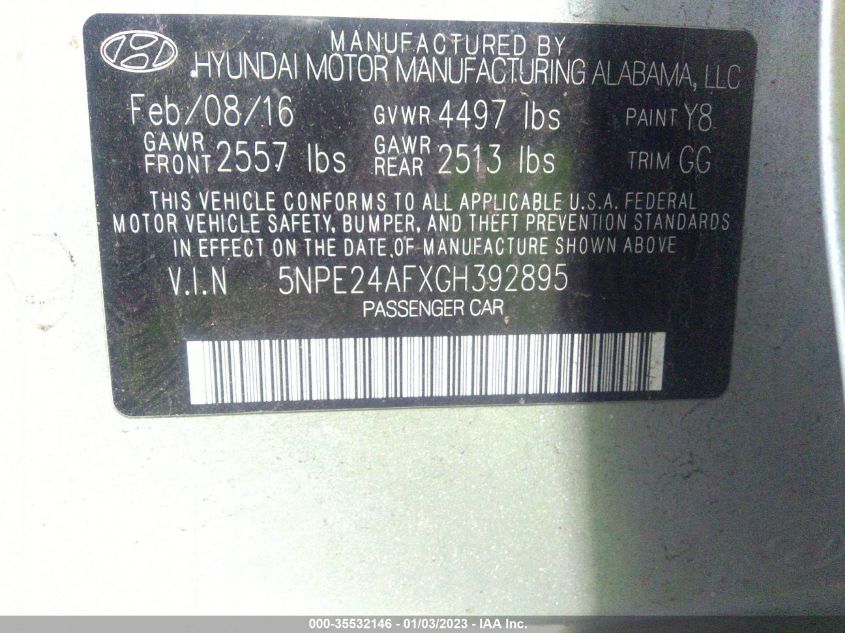 MANUFACTURED BY
HYUNDAI MOTOR MANUFACTURING ALABAMA, LLC
Feb/08/16 GVWR 4497 lbs PAINT Y8
GAWR FRONT 2557 lbs GAWR REAR 2513 lbs TRIM GG
THIS VEHICLE CONFORMS TO ALL APPLICABLE U.S.A. FEDERAL
MOTOR VEHICLE SAFETY, BUMPER, AND THEFT PREVENTION STANDARDS
IN EFFECT ON THE DATE OF MANUFACTURE SHOWN ABOVE
V.I.N 5NPE24AFXGH392895
PASSENGER CAR
000-35532146 - 01/03/2023 - IAA Inc.